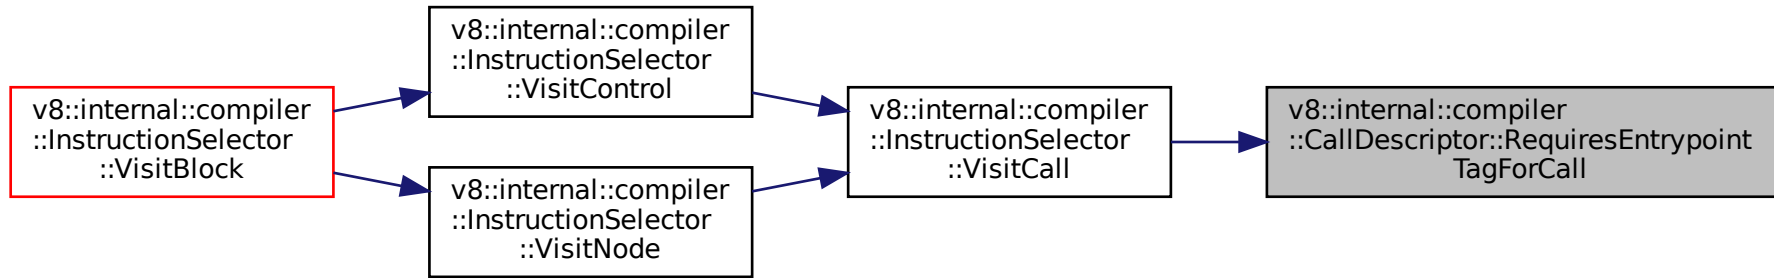 v8::internal::compiler
::InstructionSelector
::VisitBlock
v8::internal::compiler
::InstructionSelector
::VisitControl
v8::internal::compiler
::InstructionSelector
::VisitNode
v8::internal::compiler
::InstructionSelector
::VisitCall
v8::internal::compiler
::CallDescriptor::RequiresEntrypoint
TagForCall